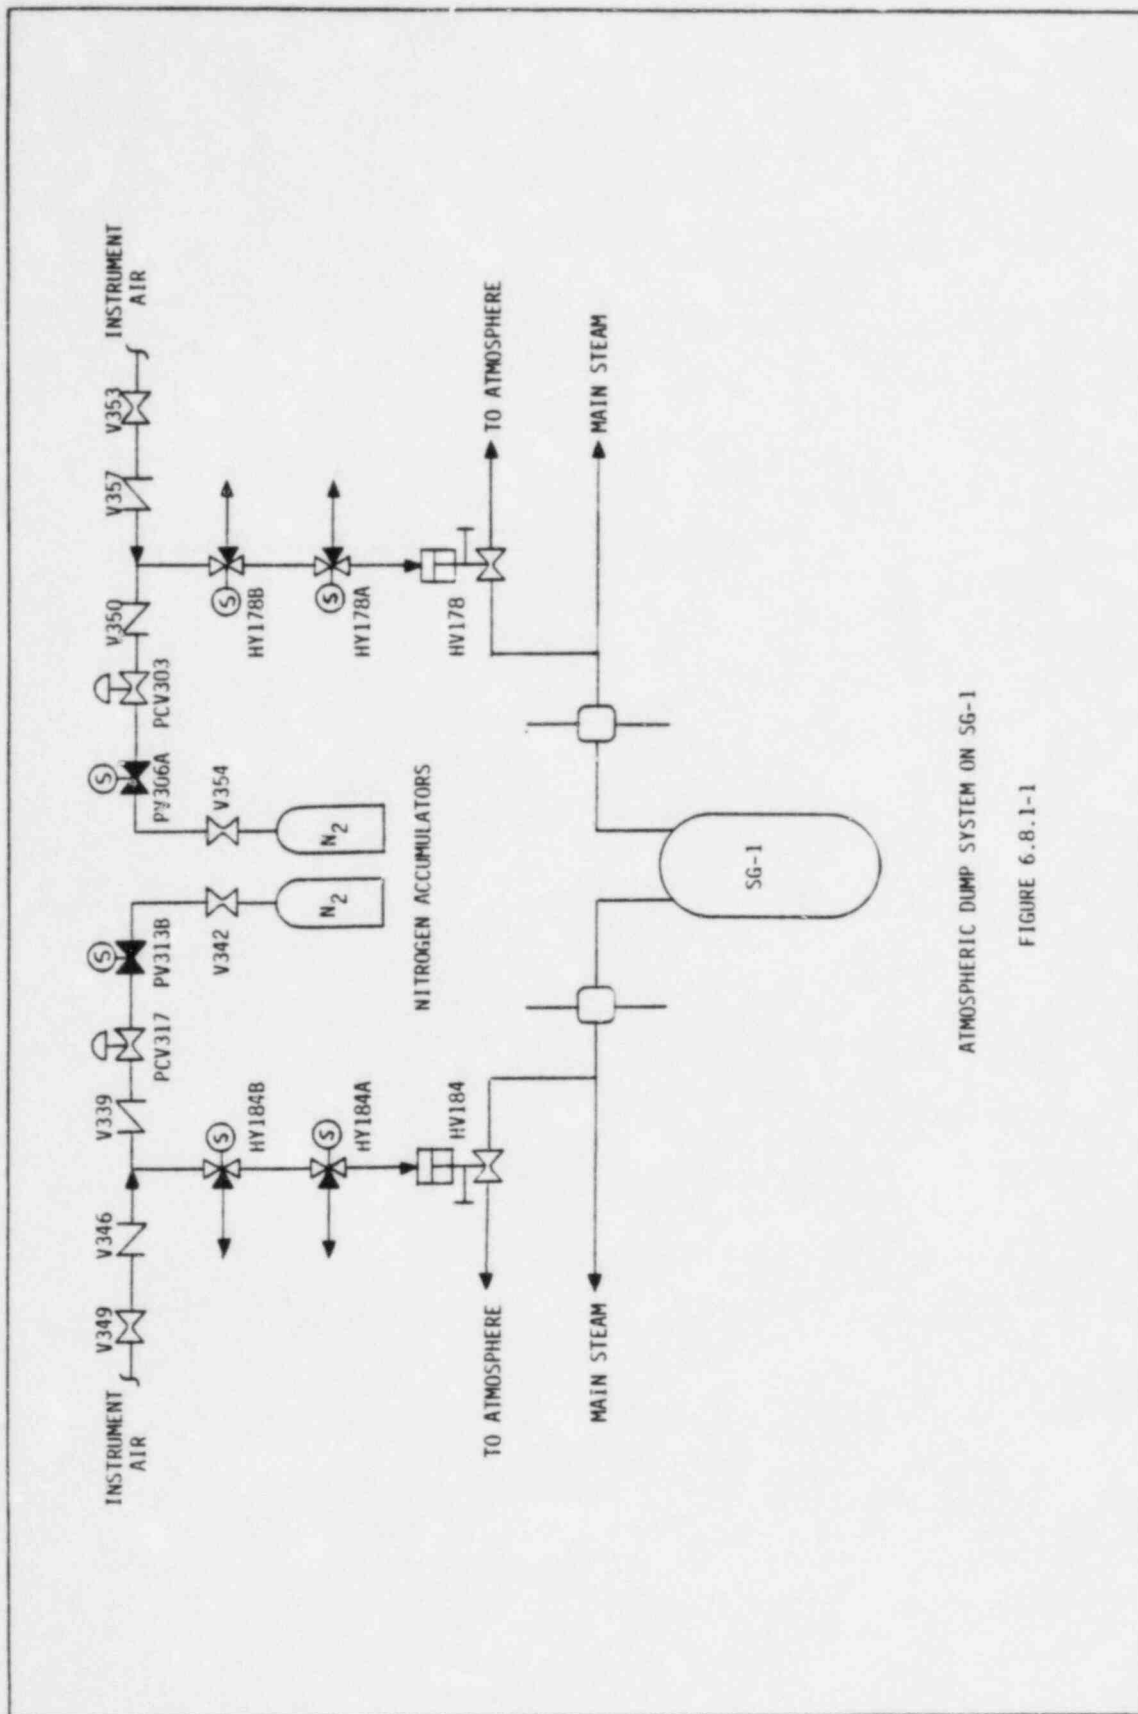 INSTRUMENT
AIR
V349
V346
V339
PCV317
PV313B
S
V342
N2
HY184B
S
HY184A
S
HV184
TO ATMOSPHERE
MAIN STEAM
NITROGEN ACCUMULATORS
PV306A
S
V354
N2
PCV303
V350
V357
V353
INSTRUMENT
AIR
HY178B
S
HY178A
S
HV178
TO ATMOSPHERE
MAIN STEAM
SG-1
ATMOSPHERIC DUMP SYSTEM ON SG-1
FIGURE 6.8.1-1